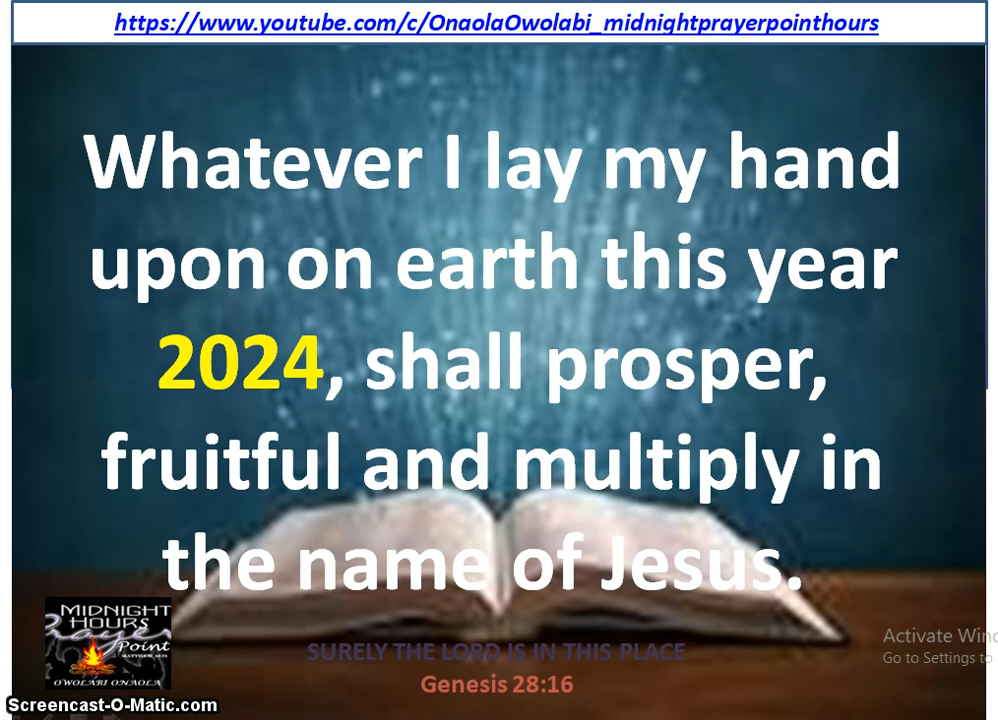 https://www.youtube.com/c/OnaolaOwolabi_midnightprayerpointhours
Whatever I lay my hand
upon on earth this year
2024, shall prosper,
fruitful and multiply in
the name of Jesus.
MIDNIGHT
HOURS
Prayer
Point
OWOLABI ONAOLA
SURELY THE LORD IS IN THIS PLACE
Genesis 28:16
Activate Win
Go to Settings to
Screencast-O-Matic.com